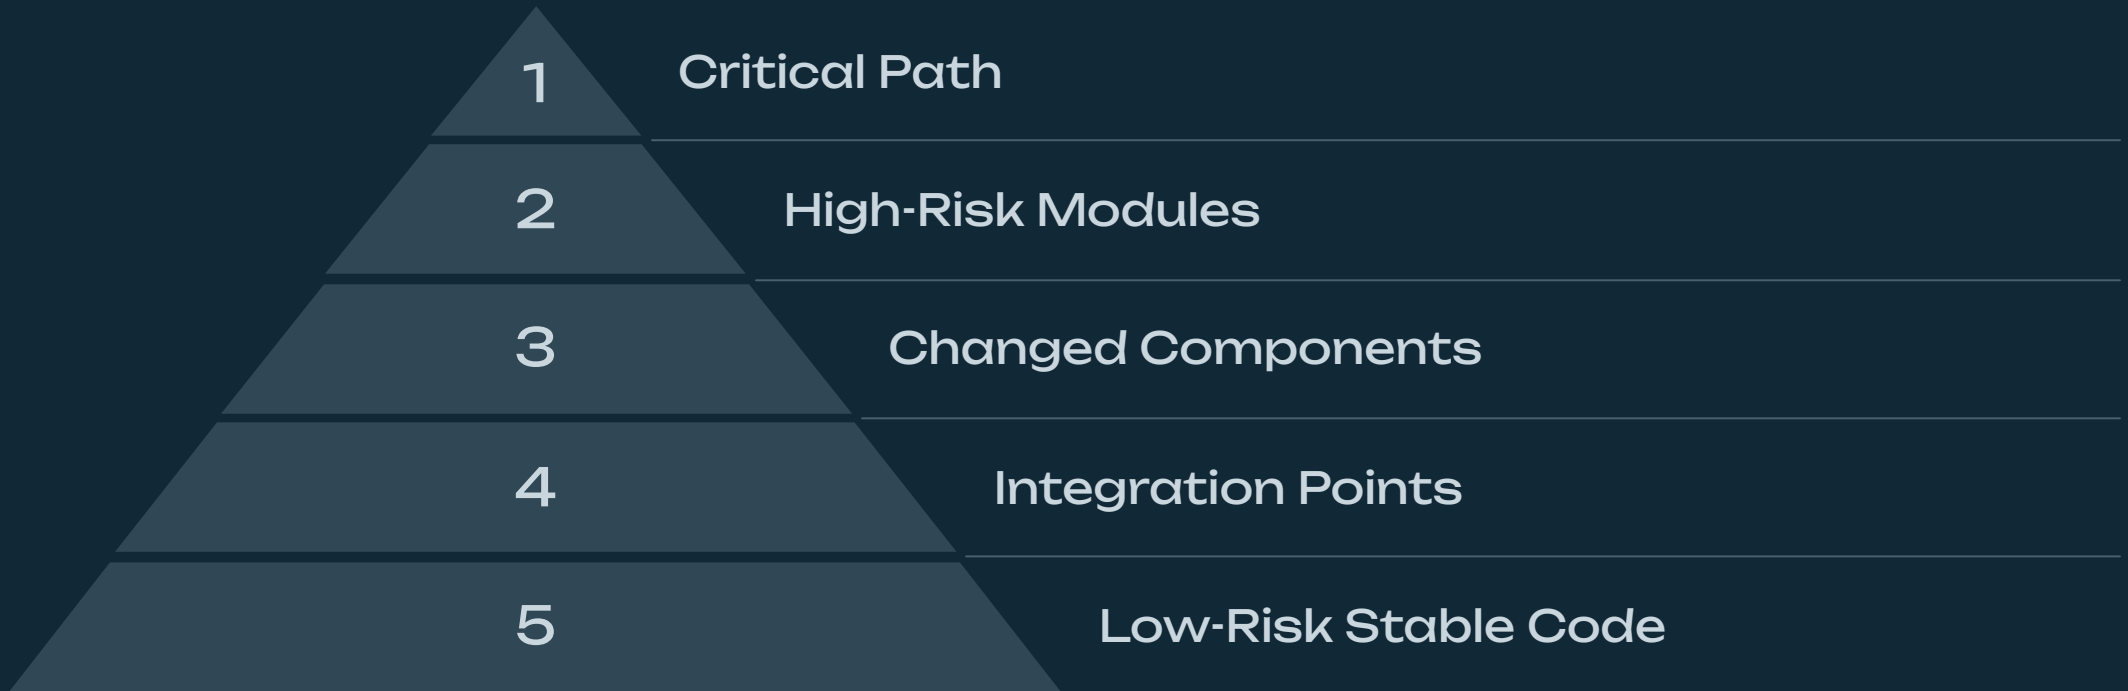 1
Critical Path
2
High-Risk Modules
3
Changed Components
4
Integration Points
5
Low-Risk Stable Code